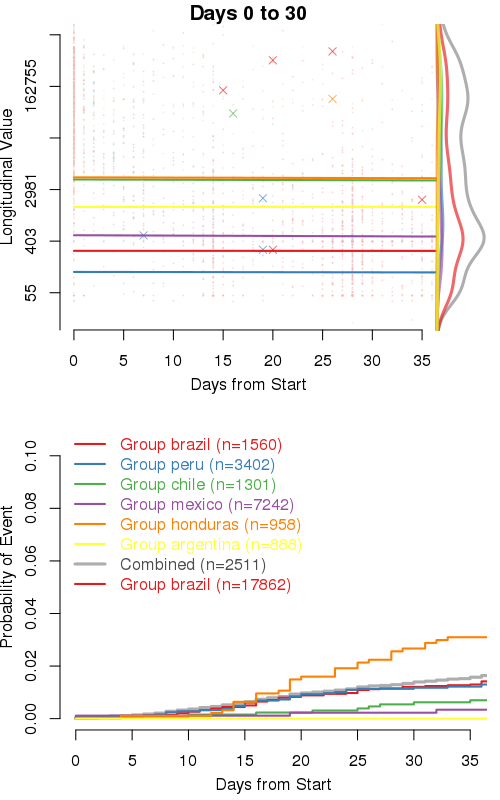 Days 0 to 30
Longitudinal Value
162755
2981
403
55
0 5 10 15 20 25 30 35
Days from Start
Probability of Event
0.10
0.08
0.06
0.04
0.02
0.00
Group brazil (n=1560)
Group peru (n=3402)
Group chile (n=1301)
Group mexico (n=7242)
Group honduras (n=958)
Group argentina (n=888)
Combined (n=2511)
Group brazil (n=17862)
0 5 10 15 20 25 30 35
Days from Start